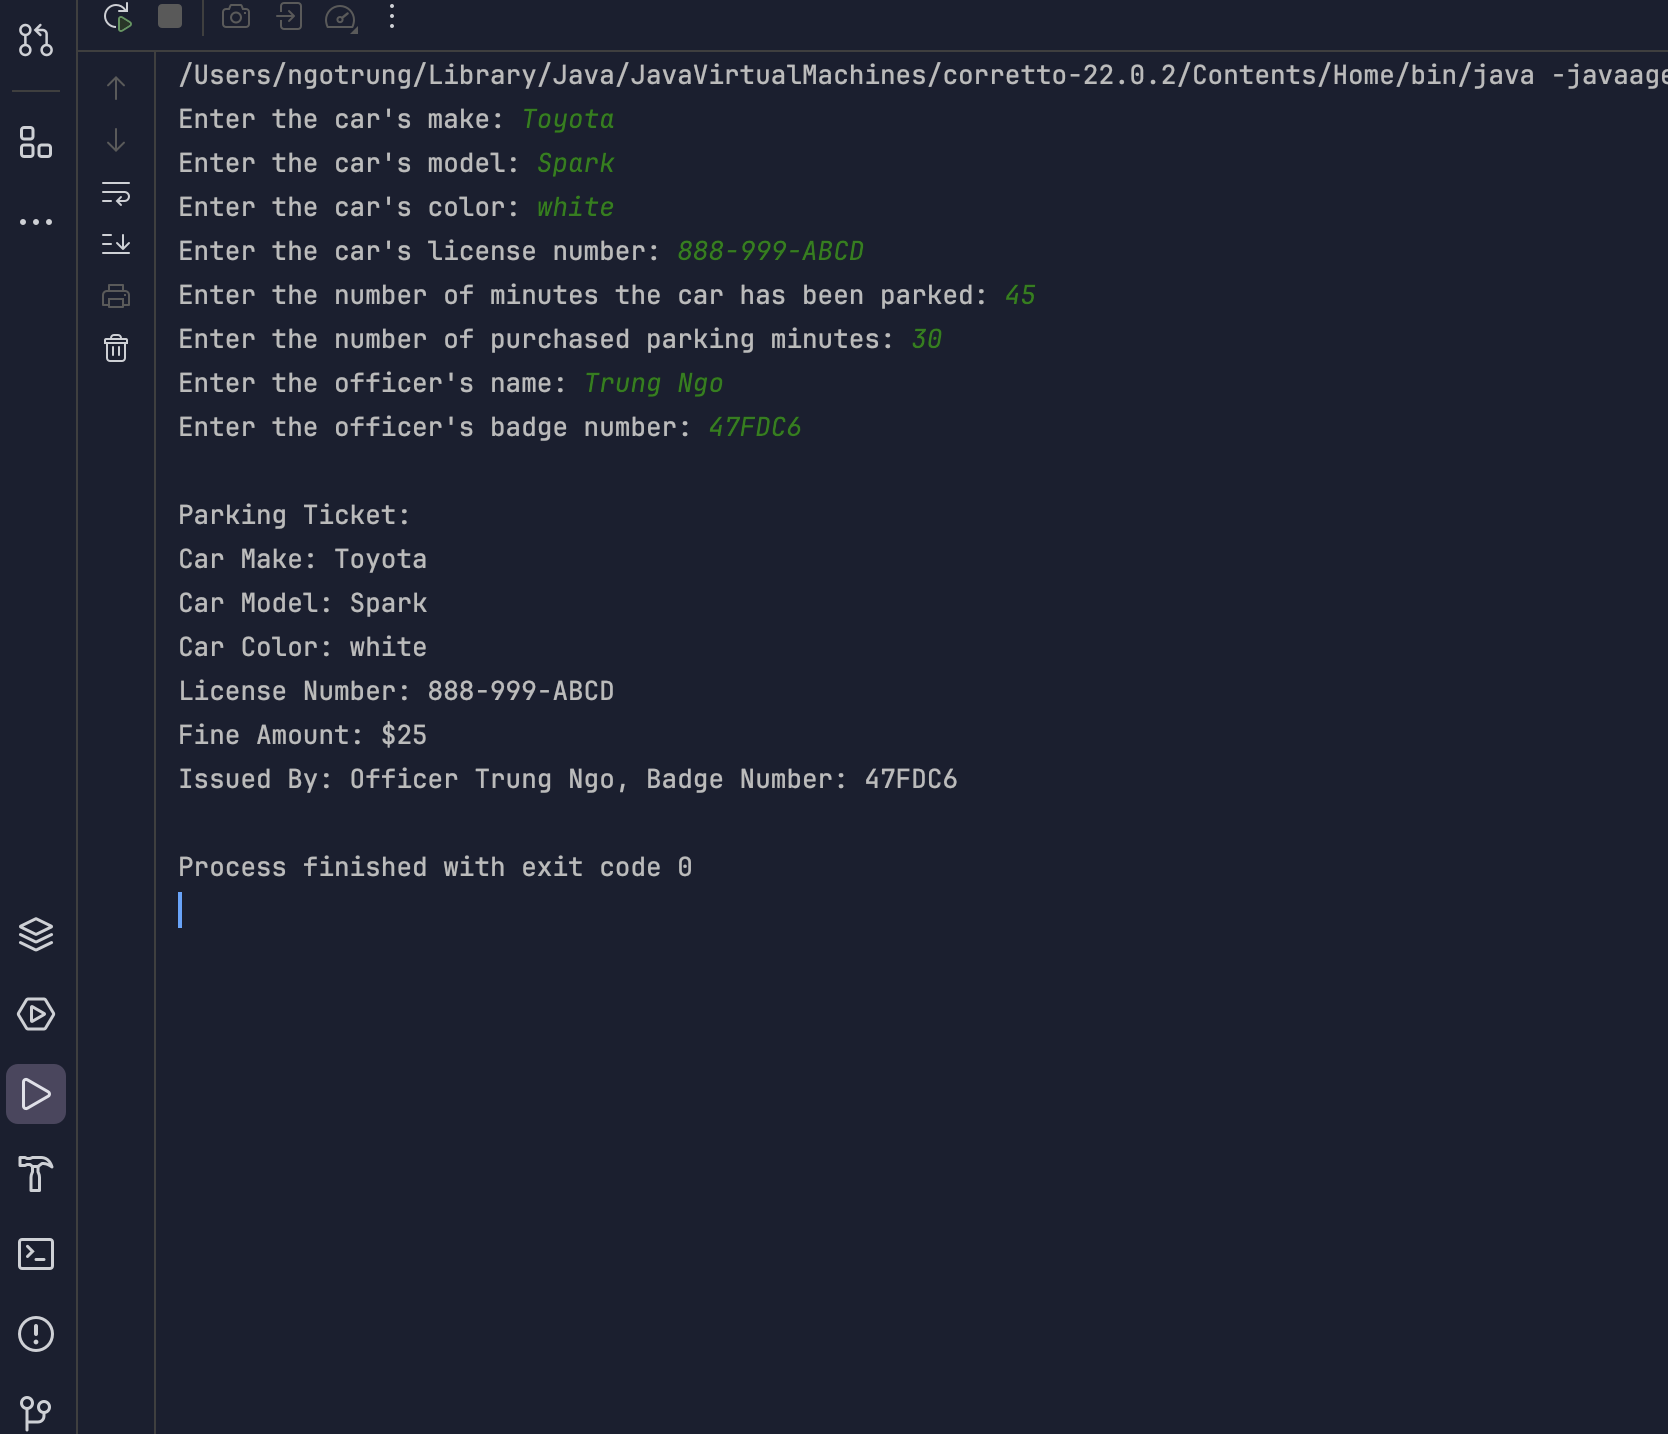 /Users/ngotrung/Library/Java/JavaVirtualMachines/corretto-22.0.2/Contents/Home/bin/java -javaage
Enter the car's make: Toyota
Enter the car's model: Spark
Enter the car's color: white
Enter the car's license number: 888-999-ABCD
Enter the number of minutes the car has been parked: 45
Enter the number of purchased parking minutes: 30
Enter the officer's name: Trung Ngo
Enter the officer's badge number: 47FDC6
Parking Ticket:
Car Make: Toyota
Car Model: Spark
Car Color: white
License Number: 888-999-ABCD
Fine Amount: $25
Issued By: Officer Trung Ngo, Badge Number: 47FDC6
Process finished with exit code 0